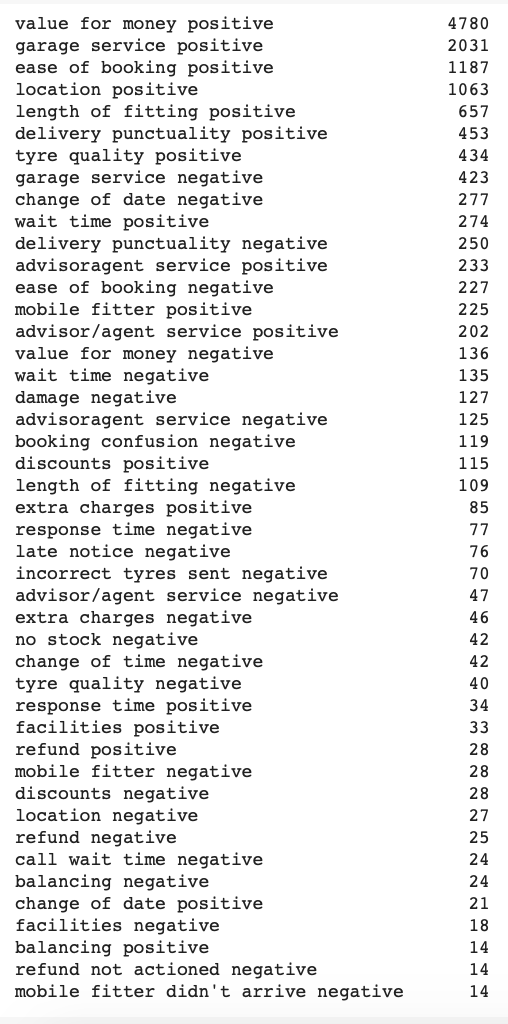 value for money positive 4780
garage service positive 2031
ease of booking positive 1187
location positive 1063
length of fitting positive 657
delivery punctuality positive 453
tyre quality positive 434
garage service negative 423
change of date negative 277
wait time positive 274
delivery punctuality negative 250
advisoragent service positive 233
ease of booking negative 227
mobile fitter positive 225
advisor/agent service positive 202
value for money negative 136
wait time negative 135
damage negative 127
advisoragent service negative 125
booking confusion negative 119
discounts positive 115
length of fitting negative 109
extra charges positive 85
response time negative 77
late notice negative 76
incorrect tyres sent negative 70
advisor/agent service negative 47
extra charges negative 46
no stock negative 42
change of time negative 42
tyre quality negative 40
response time positive 34
facilities positive 33
refund positive 28
mobile fitter negative 28
discounts negative 28
location negative 27
refund negative 25
call wait time negative 24
balancing negative 24
change of date positive 21
facilities negative 18
balancing positive 14
refund not actioned negative 14
mobile fitter didn't arrive negative 14